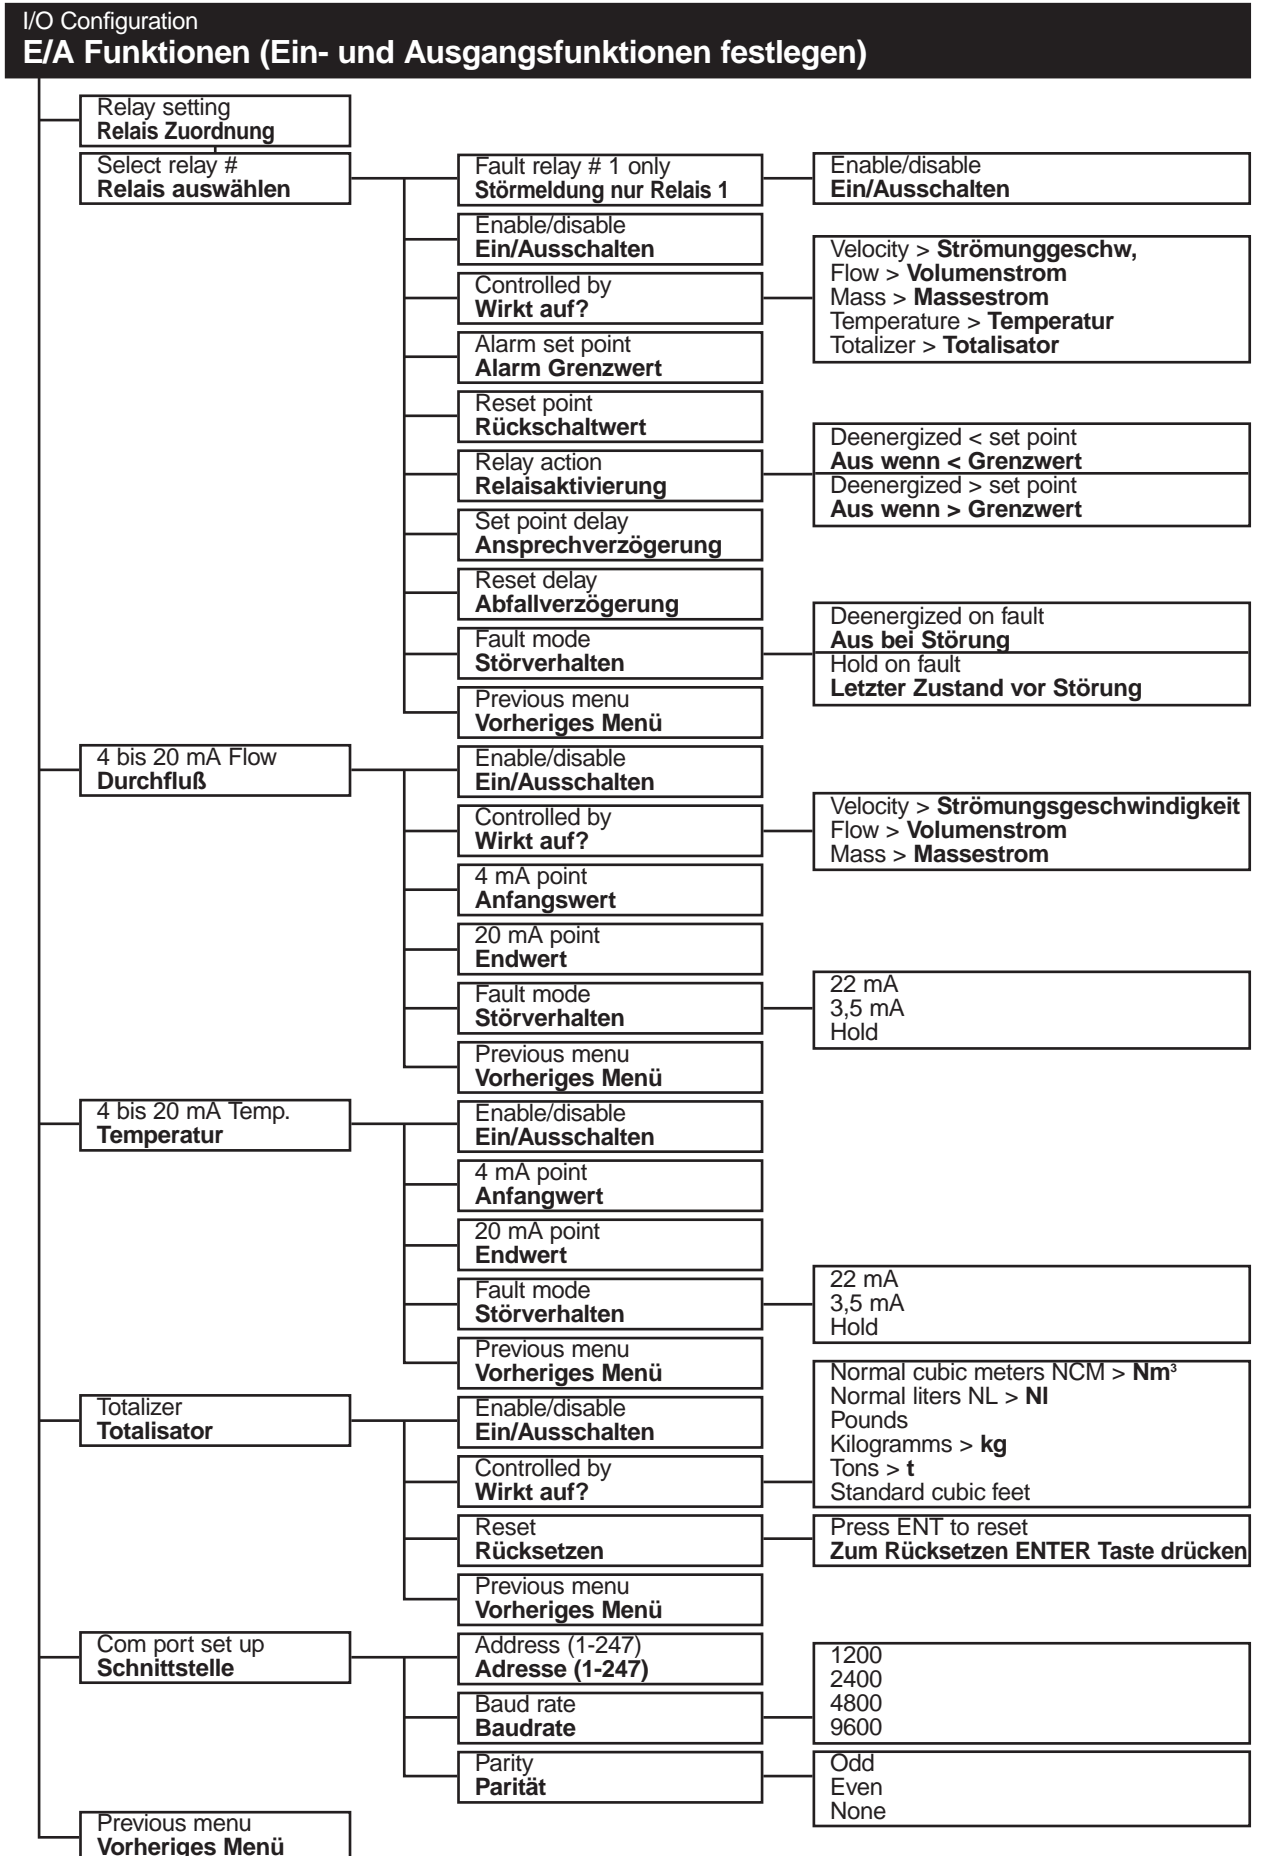 I/O Configuration
E/A Funktionen (Ein- und Ausgangsfunktionen festlegen)
Relay setting
Relais Zuordnung
Select relay #
Relais auswählen
Fault relay # 1 only
Störmeldung nur Relais 1
Enable/disable
Ein/Ausschalten
Enable/disable
Ein/Ausschalten
Controlled by
Wirkt auf?
Velocity > Strömunggeschw,
Flow > Volumenstrom
Mass > Massestrom
Temperature > Temperatur
Totalizer > Totalisator
Alarm set point
Alarm Grenzwert
Reset point
Rückschaltwert
Relay action
Relaisaktivierung
Deenergized < set point
Aus wenn < Grenzwert
Deenergized > set point
Aus wenn > Grenzwert
Set point delay
Ansprechverzögerung
Reset delay
Abfallverzögerung
Fault mode
Störverhalten
Deenergized on fault
Aus bei Störung
Hold on fault
Letzter Zustand vor Störung
Previous menu
Vorheriges Menü
4 bis 20 mA Flow
Durchfluß
Enable/disable
Ein/Ausschalten
Controlled by
Wirkt auf?
Velocity > Strömungsgeschwindigkeit
Flow > Volumenstrom
Mass > Massestrom
4 mA point
Anfangswert
20 mA point
Endwert
Fault mode
Störverhalten
22 mA
3,5 mA
Hold
Previous menu
Vorheriges Menü
4 bis 20 mA Temp.
Temperatur
Enable/disable
Ein/Ausschalten
4 mA point
Anfangwert
20 mA point
Endwert
Fault mode
Störverhalten
22 mA
3,5 mA
Hold
Previous menu
Vorheriges Menü
Totalizer
Totalisator
Enable/disable
Ein/Ausschalten
Controlled by
Wirkt auf?
Normal cubic meters NCM > Nm³
Normal liters NL > Nl
Pounds
Kilogramms > kg
Tons > t
Standard cubic feet
Reset
Rücksetzen
Press ENT to reset
Zum Rücksetzen ENTER Taste drücken
Previous menu
Vorheriges Menü
Com port set up
Schnittstelle
Address (1-247)
Adresse (1-247)
Baud rate
Baudrate
1200
2400
4800
9600
Parity
Parität
Odd
Even
None
Previous menu
Vorheriges Menü